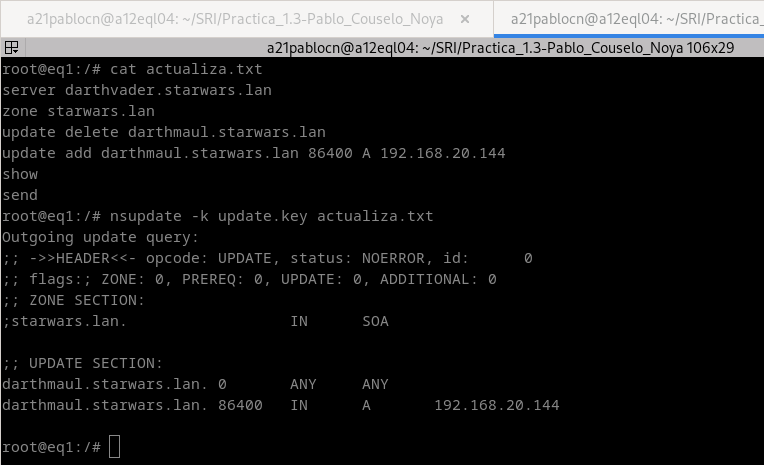 a21pablocn@a12eql04: ~/SRI/Practica_1.3-Pablo_Couselo_Noya × a21pablocn@a12eql04: ~/SRI/Practica_
a21pablocn@a12eql04: ~/SRI/Practica_1.3-Pablo_Couselo_Noya 106x29
root@eq1:/# cat actualiza.txt
server darthvader.starwars.lan
zone starwars.lan
update delete darthmaul.starwars.lan
update add darthmaul.starwars.lan 86400 A 192.168.20.144
show
send
root@eq1:/# nsupdate -k update.key actualiza.txt
Outgoing update query:
;; ->>HEADER<<- opcode: UPDATE, status: NOERROR, id:      0
;; flags:; ZONE: 0, PREREQ: 0, UPDATE: 0, ADDITIONAL: 0
;; ZONE SECTION:
;starwars.lan.                  IN      SOA
;; UPDATE SECTION:
darthmaul.starwars.lan. 0       ANY     ANY
darthmaul.starwars.lan. 86400   IN      A       192.168.20.144
root@eq1:/#